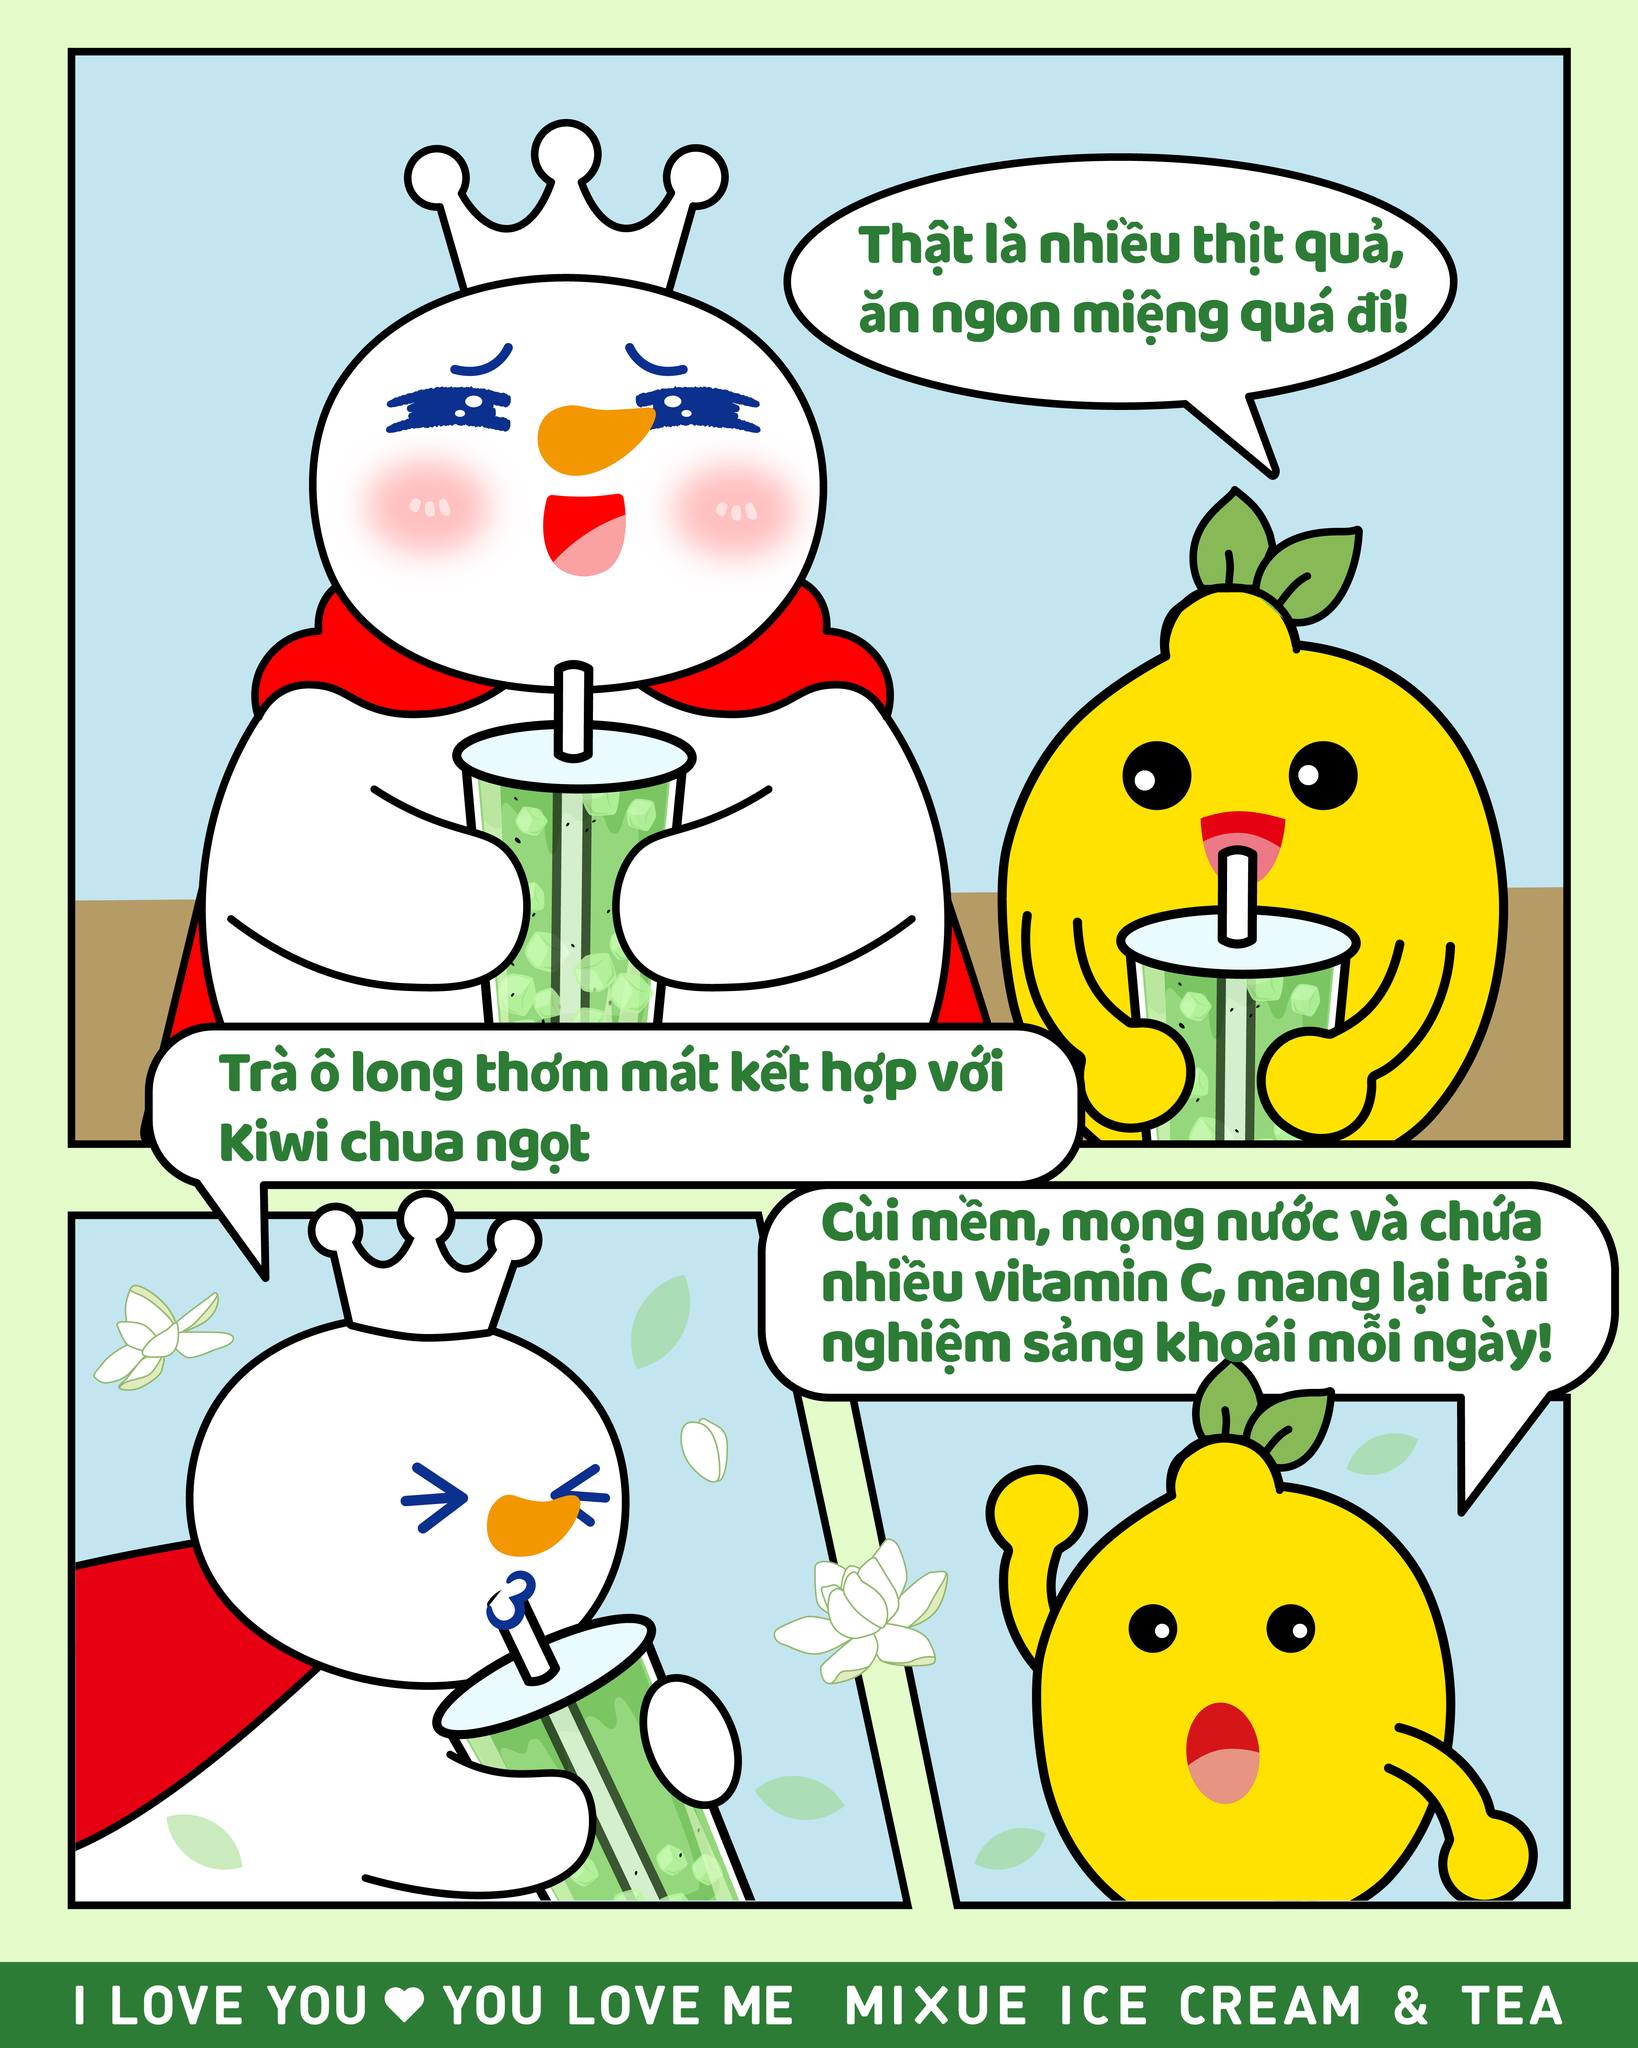 Thật là nhiều thịt quả,
ăn ngon miệng quá đi!
Trà ô long thơm mát kết hợp với
Kiwi chua ngọt
Cùi mềm, mọng nước và chứa
nhiều vitamin C, mang lại trải
nghiệm sảng khoái mỗi ngày!
I LOVE YOU ♥ YOU LOVE ME MIXUE ICE CREAM & TEA